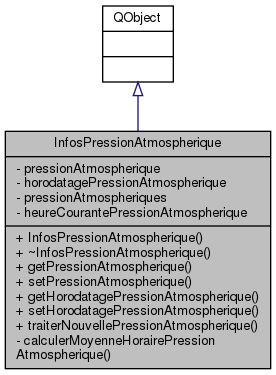 QObject
InfosPressionAtmospherique
- pressionAtmospherique
- horodatagePressionAtmospherique
- pressionAtmospheriques
- heureCourantePressionAtmospherique
+ InfosPressionAtmospherique()
+ ~InfosPressionAtmospherique()
+ getPressionAtmospherique()
+ setPressionAtmospherique()
+ getHorodatagePressionAtmospherique()
+ setHorodatagePressionAtmospherique()
+ traiterNouvellePressionAtmospherique()
- calculerMoyenneHorairePression
Atmospherique()